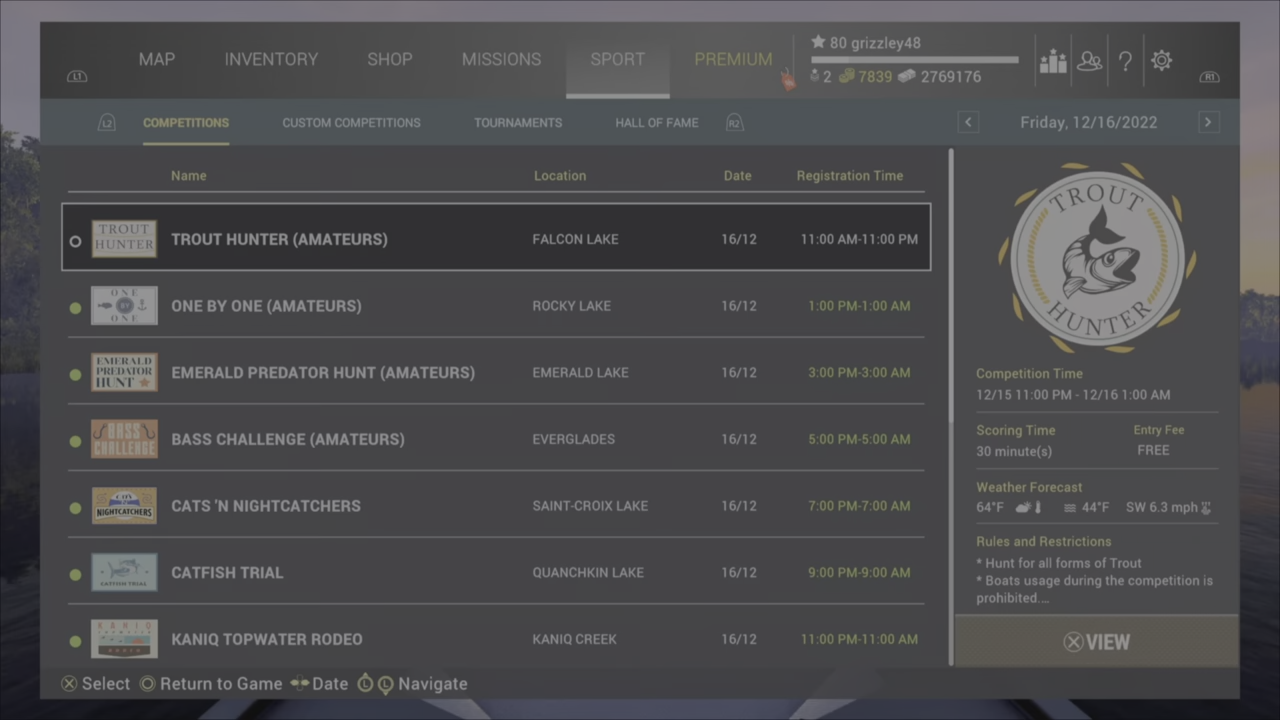 MAP INVENTORY SHOP MISSIONS SPORT PREMIUM
80 grizzley48
2 7839 2769176
L1
R1
L2 COMPETITIONS CUSTOM COMPETITIONS TOURNAMENTS HALL OF FAME R2
< Friday, 12/16/2022 >
Name Location Date Registration Time
TROUT HUNTER TROUT HUNTER (AMATEURS) FALCON LAKE 16/12 11:00 AM-11:00 PM
ONE BY ONE ONE BY ONE (AMATEURS) ROCKY LAKE 16/12 1:00 PM-1:00 AM
EMERALD PREDATOR HUNT EMERALD PREDATOR HUNT (AMATEURS) EMERALD LAKE 16/12 3:00 PM-3:00 AM
BASS CHALLENGE BASS CHALLENGE (AMATEURS) EVERGLADES 16/12 5:00 PM-5:00 AM
NIGHTCATCHERS CATS 'N NIGHTCATCHERS SAINT-CROIX LAKE 16/12 7:00 PM-7:00 AM
CATFISH TRIAL CATFISH TRIAL QUANCHKIN LAKE 16/12 9:00 PM-9:00 AM
KANIQ KANIQ TOPWATER RODEO KANIQ CREEK 16/12 11:00 PM-11:00 AM
TROUT
HUNTER
Competition Time
12/15 11:00 PM - 12/16 1:00 AM
Scoring Time Entry Fee
30 minute(s) FREE
Weather Forecast
64°F 44°F SW 6.3 mph
Rules and Restrictions
* Hunt for all forms of Trout
* Boats usage during the competition is
prohibited....
VIEW
Select Return to Game Date L L Navigate